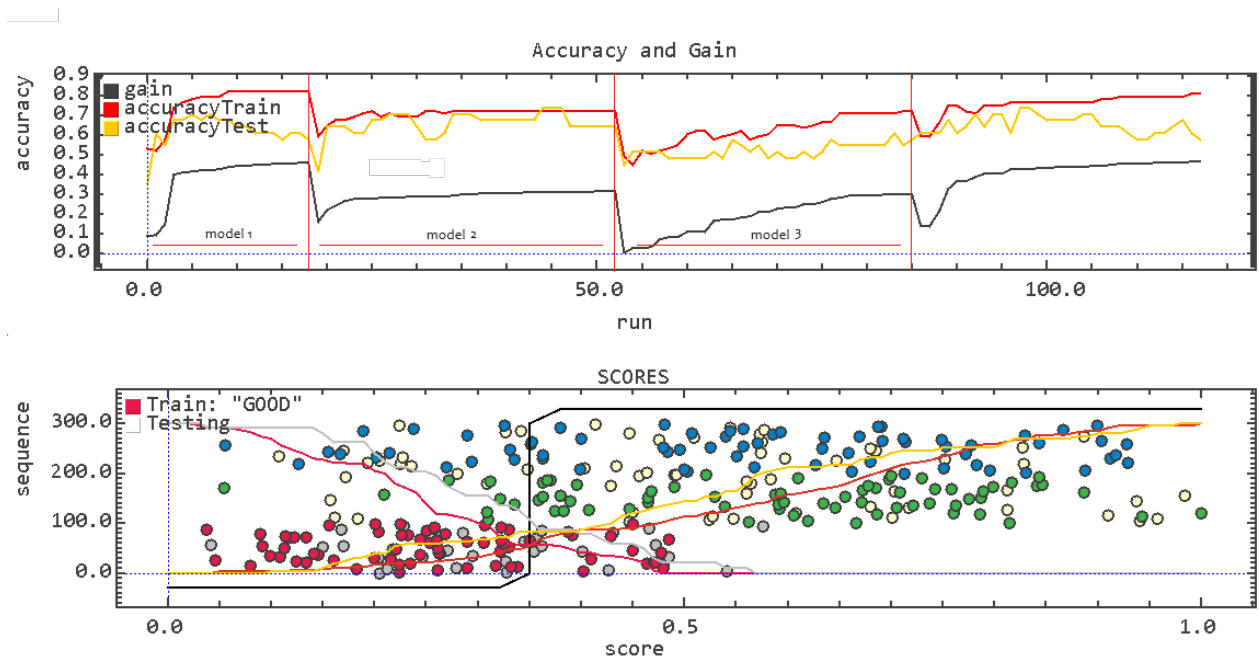 Accuracy and Gain
accuracy
0.9
0.8
0.7
0.6
0.5
0.4
0.3
0.2
0.1
0.0
gain
accuracyTrain
accuracyTest
model 1
model 2
model 3
0.0 50.0 100.0
run
SCORES
sequence
300.0
200.0
100.0
0.0
Train: "GOOD"
Testing
0.0 0.5 1.0
score